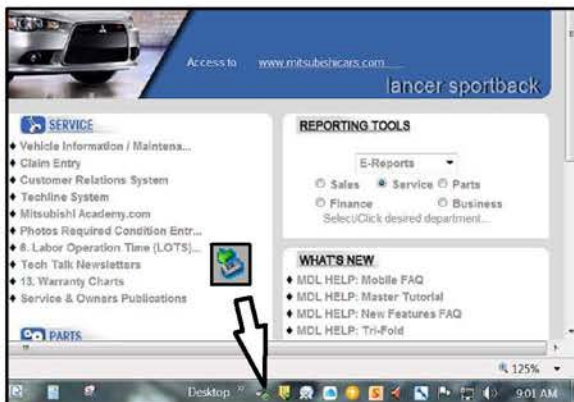 Access to www.mitsubishicars.com
lancer sportback
SERVICE
Vehicle Information / Maintena...
Claim Entry
Customer Relations System
Techline System
Mitsubishi Academy.com
Photos Required Condition Entr...
6. Labor Operation Time (LOTS)...
Tech Talk Newsletters
13. Warranty Charts
Service & Owners Publications
PARTS
REPORTING TOOLS
E-Reports
Sales Service Parts
Finance Business
Select/Click desired department...
WHAT'S NEW
MDL HELP: Mobile FAQ
MDL HELP: Master Tutorial
MDL HELP: New Features FAQ
MDL HELP: Tri-Fold
125%
Desktop
9:01 AM